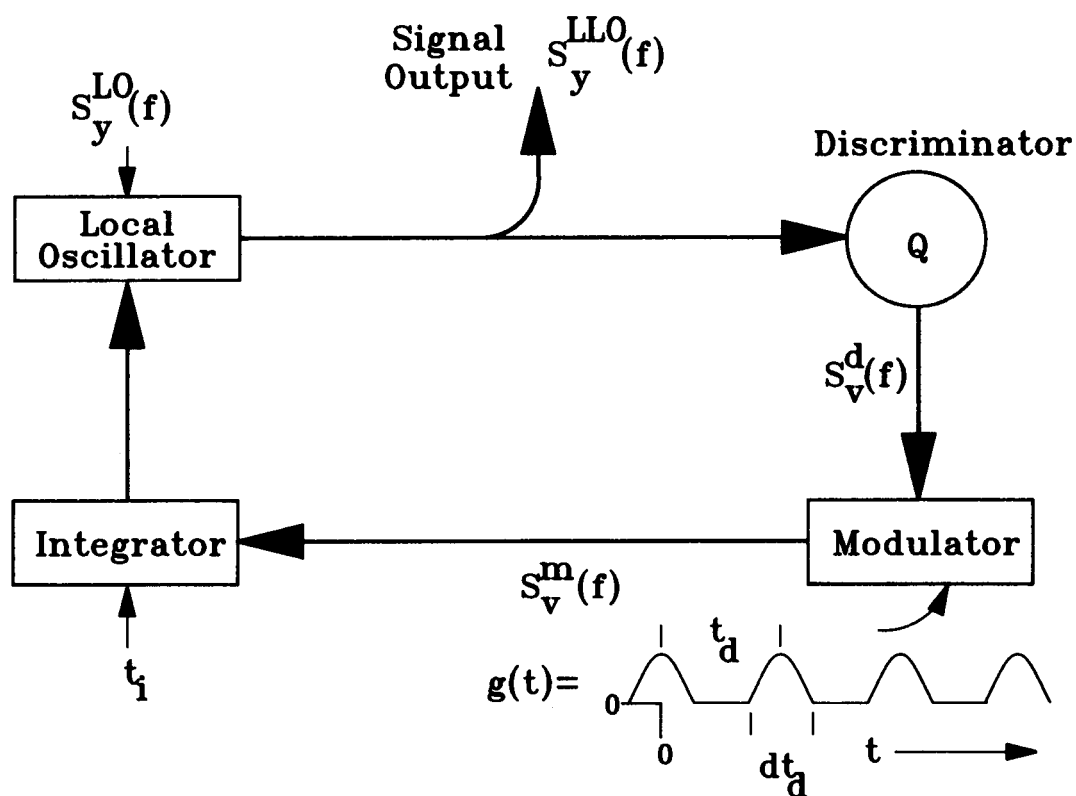 Signal
Output
S_y^LLO(f)
S_y^LO(f)
Discriminator
Local
Oscillator
Q
S_v^d(f)
Integrator
Modulator
S_v^m(f)
t_i
t_d
g(t)=
0
0
t
dt_d